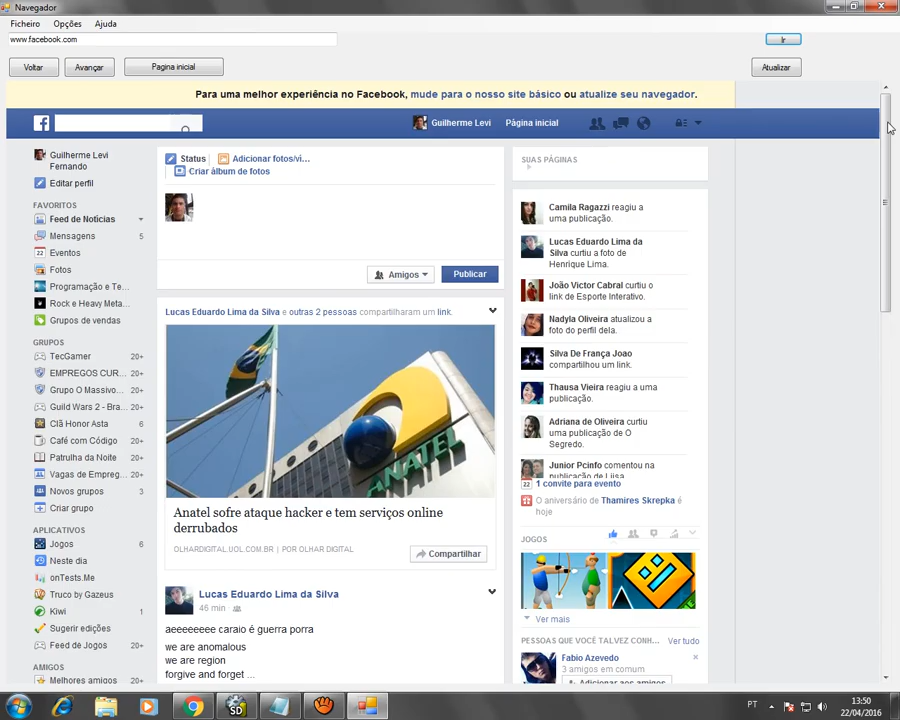 Navegador
Ficheiro Opções Ajuda
www.facebook.com
Ir
Voltar Avançar Pagina inicial Atualizar
Para uma melhor experiência no Facebook, mude para o nosso site básico ou atualize seu navegador.
Guilherme Levi Página inicial
Guilherme Levi
Fernando
Editar perfil
FAVORITOS
Feed de Notícias
Mensagens 5
Eventos
Fotos
Programação e Te...
Rock e Heavy Meta...
Grupos de vendas
GRUPOS
TecGamer 20+
EMPREGOS CUR... 20+
Grupo O Massivo... 20+
Guild Wars 2 - Bra... 20+
Clã Honor Asta 6
Café com Código 20+
Patrulha da Noite 20+
Vagas de Empreg... 20+
Novos grupos 3
Criar grupo
APLICATIVOS
Jogos 6
Neste dia
onTests.Me
Truco by Gazeus
Kiwi 1
Sugerir edições
Feed de Jogos 20+
AMIGOS
Melhores amigos 20+
Status Adicionar fotos/ví...
Criar álbum de fotos
Amigos Publicar
Lucas Eduardo Lima da Silva e outras 2 pessoas compartilharam um link.
ANATEL
Anatel sofre ataque hacker e tem serviços online
derrubados
OLHARDIGITAL.UOL.COM.BR | POR OLHAR DIGITAL
Compartilhar
Lucas Eduardo Lima da Silva
46 min
aeeeeeeee caraio é guerra porra
we are anomalous
we are region
forgive and forget ...
SUAS PÁGINAS
Camila Ragazzi reagiu a
uma publicação.
Lucas Eduardo Lima da
Silva curtiu a foto de
Henrique Lima.
João Victor Cabral curtiu o
link de Esporte Interativo.
Nadyla Oliveira atualizou a
foto do perfil dela.
Silva De França Joao
compartilhou um link.
Thausa Vieira reagiu a uma
publicação.
Adriana de Oliveira curtiu
uma publicação de O
Segredo.
Junior Pcinfo comentou na
publicação de
22 1 convite para evento
O aniversário de Thamires Skrepka é
hoje
JOGOS
Ver mais
PESSOAS QUE VOCÊ TALVEZ CONH... Ver tudo
Fabio Azevedo
3 amigos em comum
Adicionar aos amigos
PT 13:50
22/04/2016